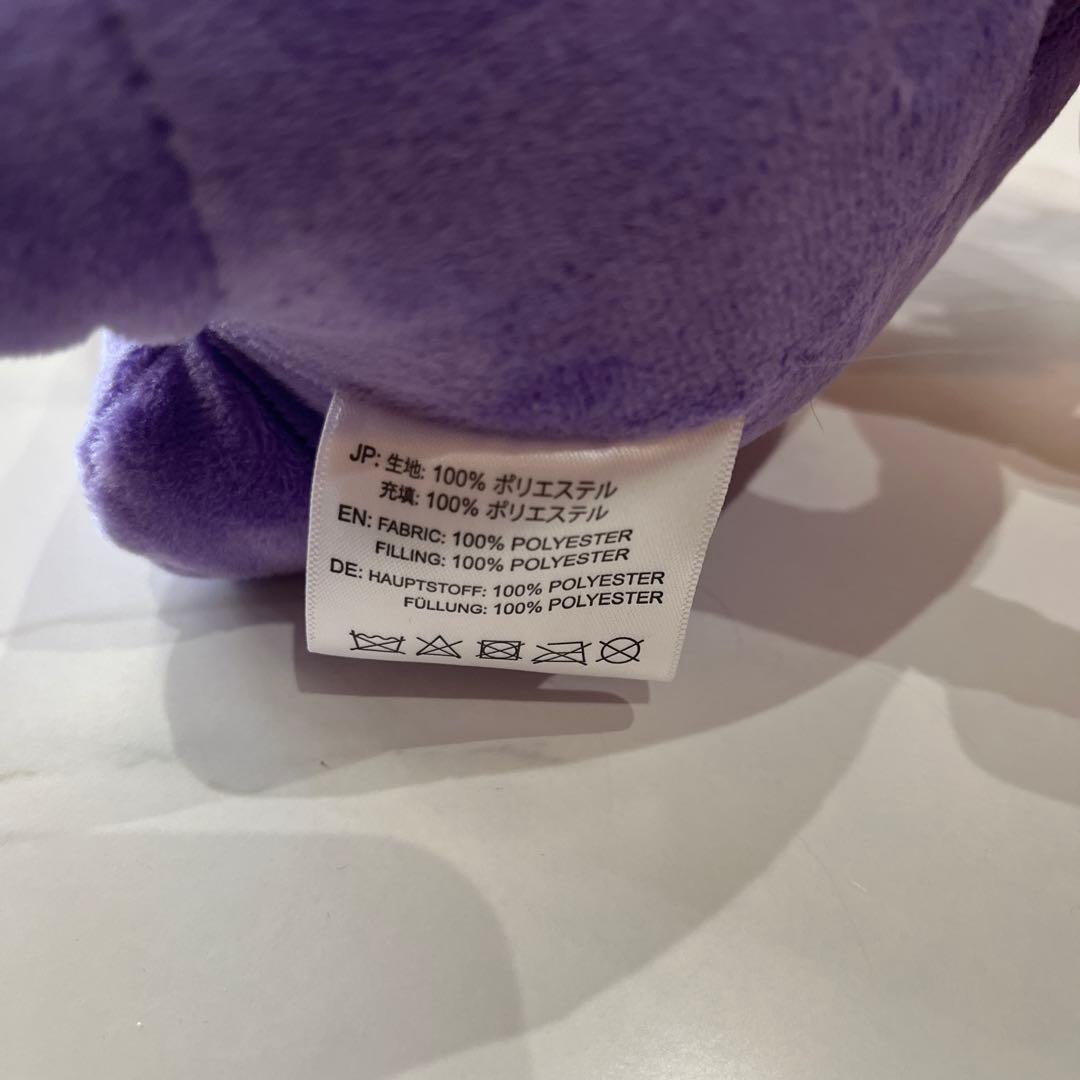 JP: 生地: 100% ポリエステル
充填: 100% ポリエステル
EN: FABRIC: 100% POLYESTER
FILLING: 100% POLYESTER
DE: HAUPTSTOFF: 100% POLYESTER
FÜLLUNG: 100% POLYESTER